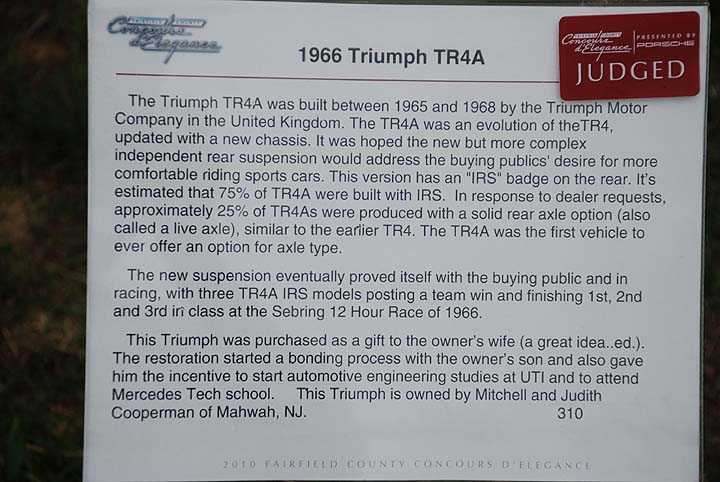 FAIRFIELD COUNTY
Concours
d'Elegance
1966 Triumph TR4A
FAIRFIELD COUNTY
Concours
d'Elegance
PRESENTED BY
PORSCHE
JUDGED
The Triumph TR4A was built between 1965 and 1968 by the Triumph Motor
Company in the United Kingdom. The TR4A was an evolution of theTR4,
updated with a new chassis. It was hoped the new but more complex
independent rear suspension would address the buying publics' desire for more
comfortable riding sports cars. This version has an "IRS" badge on the rear. It's
estimated that 75% of TR4A were built with IRS. In response to dealer requests,
approximately 25% of TR4As were produced with a solid rear axle option (also
called a live axle), similar to the earlier TR4. The TR4A was the first vehicle to
ever offer an option for axle type.
The new suspension eventually proved itself with the buying public and in
racing, with three TR4A IRS models posting a team win and finishing 1st, 2nd
and 3rd in class at the Sebring 12 Hour Race of 1966.
This Triumph was purchased as a gift to the owner's wife (a great idea..ed.).
The restoration started a bonding process with the owner's son and also gave
him the incentive to start automotive engineering studies at UTI and to attend
Mercedes Tech school. This Triumph is owned by Mitchell and Judith
Cooperman of Mahwah, NJ. 310
2010 FAIRFIELD COUNTY CONCOURS D'ELEGANCE